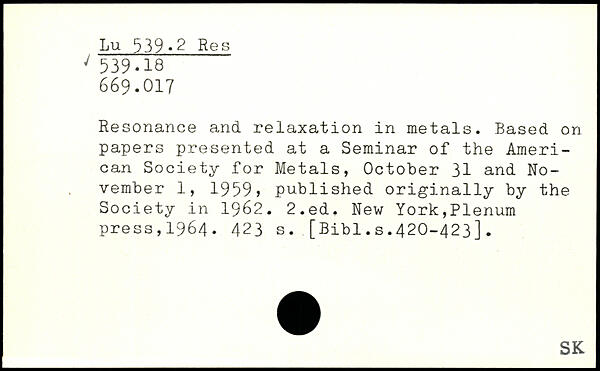 Lu 539.2 Res
✓ 539.18
669.017
Resonance and relaxation in metals. Based on
papers presented at a Seminar of the Ameri-
can Society for Metals, October 31 and No-
vember 1, 1959, published originally by the
Society in 1962. 2.ed. New York,Plenum
press,1964. 423 s. [Bibl.s.420-423].
SK